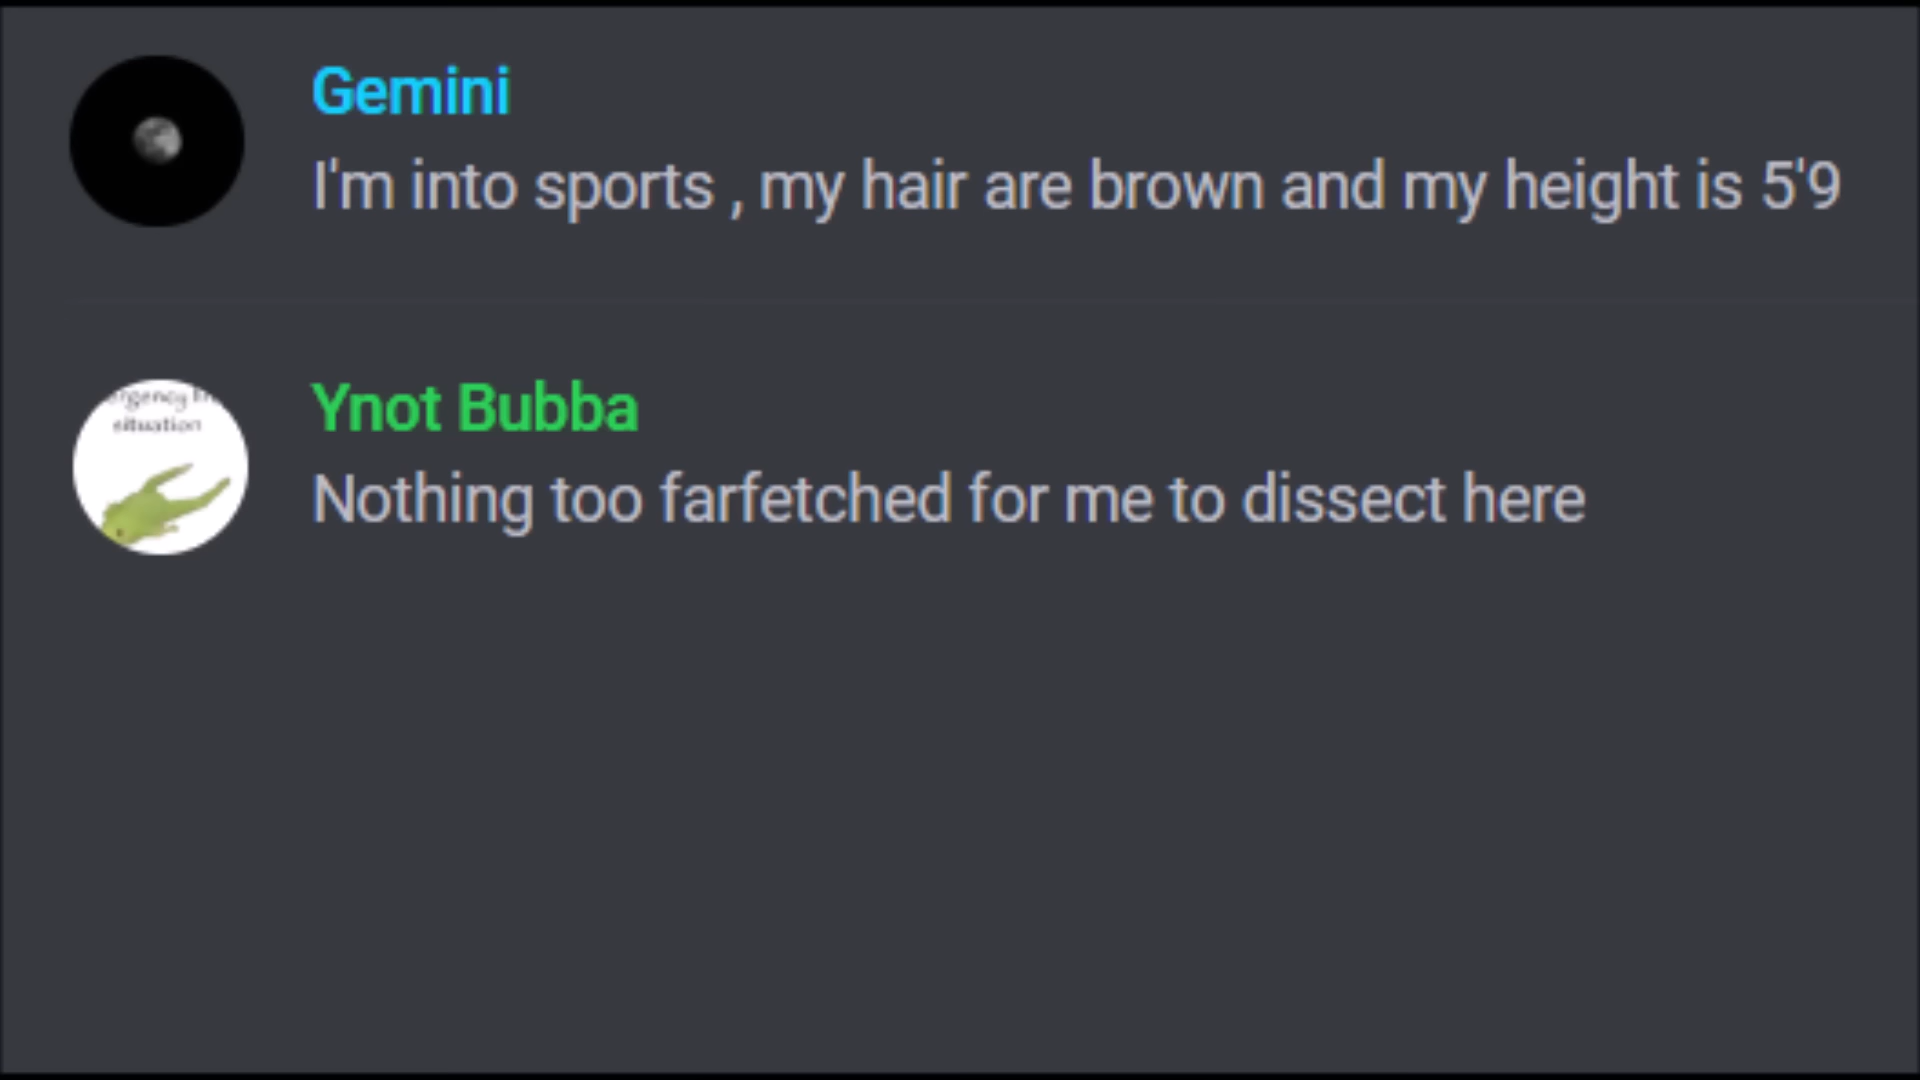 Gemini
I'm into sports , my hair are brown and my height is 5'9
situation
Ynot Bubba
Nothing too farfetched for me to dissect here